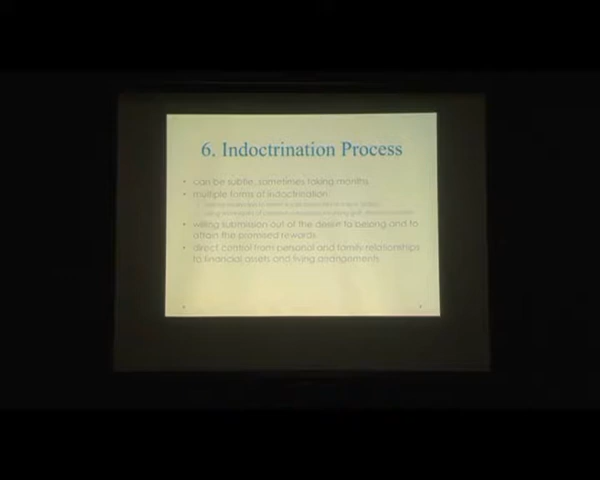 6. Indoctrination Process
• can be subtle, sometimes taking months
• multiple forms of indoctrination
• willing submission out of the desire to belong and to
attain the promised rewards
• direct control from personal and family relationships
to financial assets and living arrangements